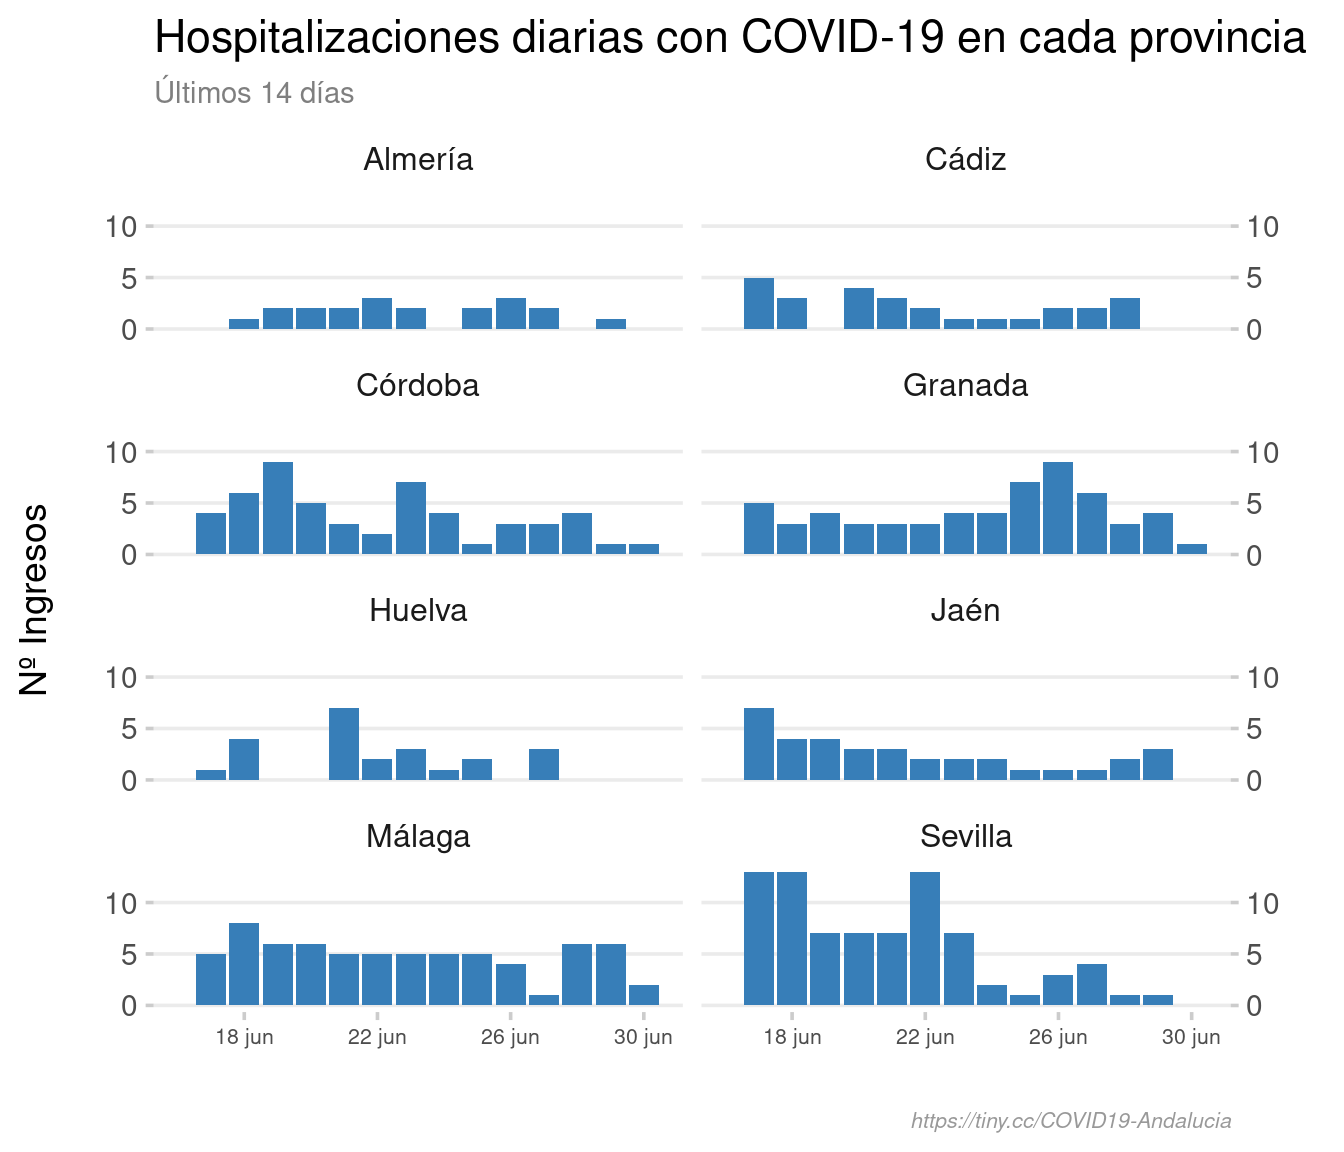 Hospitalizaciones diarias con COVID-19 en cada provincia
Últimos 14 días
Almería
Cádiz
10
5
0
10
5
0
Córdoba
Granada
10
5
0
10
5
0
Nº Ingresos
Huelva
Jaén
10
5
0
10
5
0
Málaga
Sevilla
10
5
0
10
5
0
18 jun 22 jun 26 jun 30 jun
18 jun 22 jun 26 jun 30 jun
https://tiny.cc/COVID19-Andalucia